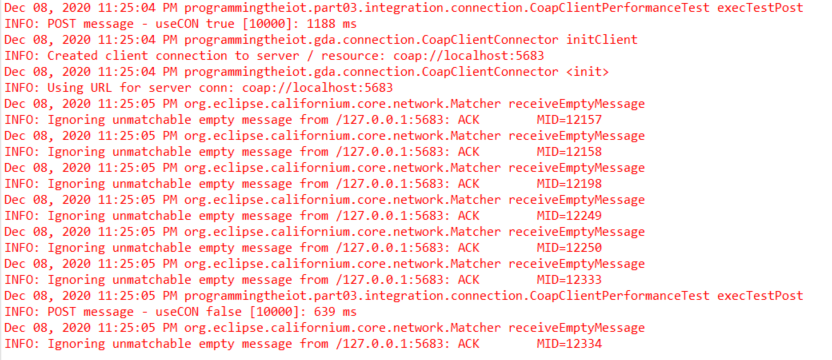 Dec 08, 2020 11:25:04 PM programmingtheiot.part03.integration.connection.CoapClientPerformanceTest execTestPost
INFO: POST message - useCON true [10000]: 1188 ms
Dec 08, 2020 11:25:04 PM programmingtheiot.gda.connection.CoapClientConnector initClient
INFO: Created client connection to server / resource: coap://localhost:5683
Dec 08, 2020 11:25:04 PM programmingtheiot.gda.connection.CoapClientConnector <init>
INFO: Using URL for server conn: coap://localhost:5683
Dec 08, 2020 11:25:05 PM org.eclipse.californium.core.network.Matcher receiveEmptyMessage
INFO: Ignoring unmatchable empty message from /127.0.0.1:5683: ACK MID=12157
Dec 08, 2020 11:25:05 PM org.eclipse.californium.core.network.Matcher receiveEmptyMessage
INFO: Ignoring unmatchable empty message from /127.0.0.1:5683: ACK MID=12158
Dec 08, 2020 11:25:05 PM org.eclipse.californium.core.network.Matcher receiveEmptyMessage
INFO: Ignoring unmatchable empty message from /127.0.0.1:5683: ACK MID=12198
Dec 08, 2020 11:25:05 PM org.eclipse.californium.core.network.Matcher receiveEmptyMessage
INFO: Ignoring unmatchable empty message from /127.0.0.1:5683: ACK MID=12249
Dec 08, 2020 11:25:05 PM org.eclipse.californium.core.network.Matcher receiveEmptyMessage
INFO: Ignoring unmatchable empty message from /127.0.0.1:5683: ACK MID=12250
Dec 08, 2020 11:25:05 PM org.eclipse.californium.core.network.Matcher receiveEmptyMessage
INFO: Ignoring unmatchable empty message from /127.0.0.1:5683: ACK MID=12333
Dec 08, 2020 11:25:05 PM programmingtheiot.part03.integration.connection.CoapClientPerformanceTest execTestPost
INFO: POST message - useCON false [10000]: 639 ms
Dec 08, 2020 11:25:05 PM org.eclipse.californium.core.network.Matcher receiveEmptyMessage
INFO: Ignoring unmatchable empty message from /127.0.0.1:5683: ACK MID=12334